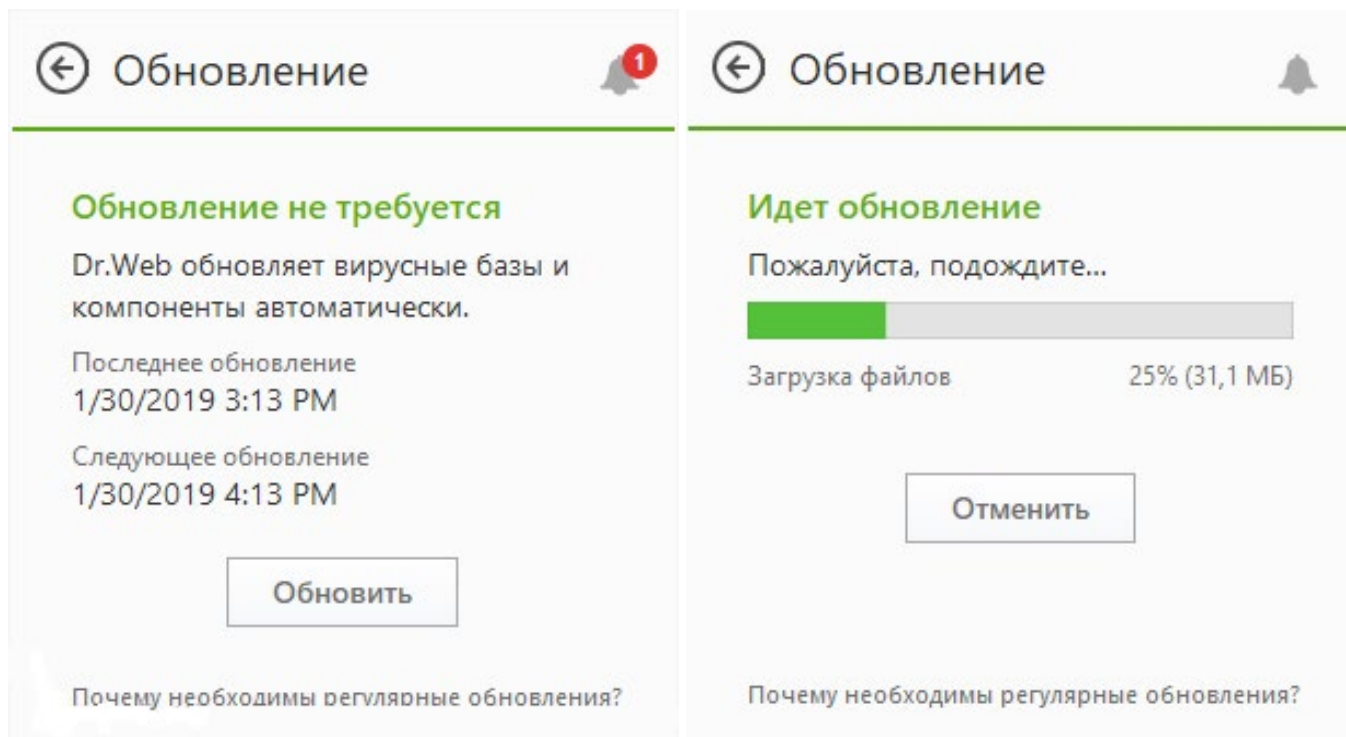 Обновление
1
Обновление не требуется
Dr.Web обновляет вирусные базы и
компоненты автоматически.
Последнее обновление
1/30/2019 3:13 PM
Следующее обновление
1/30/2019 4:13 PM
Обновить
Почему необходимы регулярные обновления?
Обновление
Идет обновление
Пожалуйста, подождите...
Загрузка файлов 25% (31,1 МБ)
Отменить
Почему необходимы регулярные обновления?